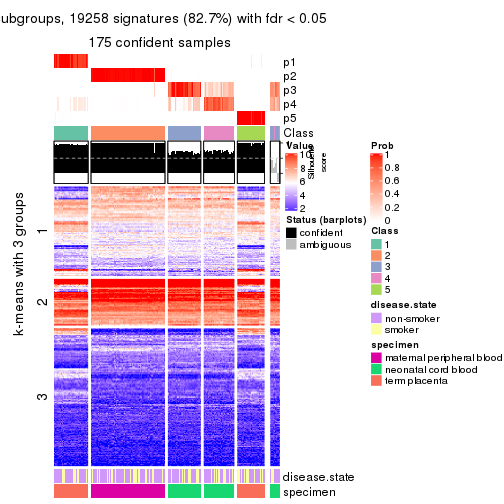 ubgroups, 19258 signatures (82.7%) with fdr < 0.05
175 confident samples
p1
p2
p3
p4
p5
Class
Silhouette
score
k-means with 3 groups
1
2
3
disease.state
specimen
Value
10
8
6
4
2
Status (barplots)
confident
ambiguous
Prob
1
0.8
0.6
0.4
0.2
0
Class
1
2
3
4
5
disease.state
non-smoker
smoker
specimen
maternal peripheral blood
neonatal cord blood
term placenta